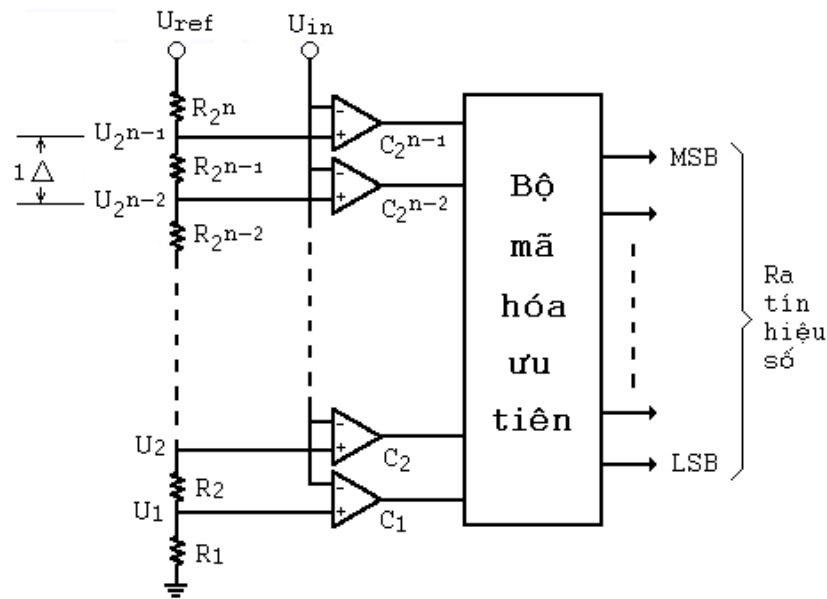 Uref Uin
R2n
U2n-1
- + C2n-1
1 Δ
R2n-1
U2n-2
- + C2n-2
R2n-2
Bộ
mã
hóa
ưu
tiên
MSB
Ra
tín
hiệu
số
U2
- + C2
R2
LSB
U1
- + C1
R1